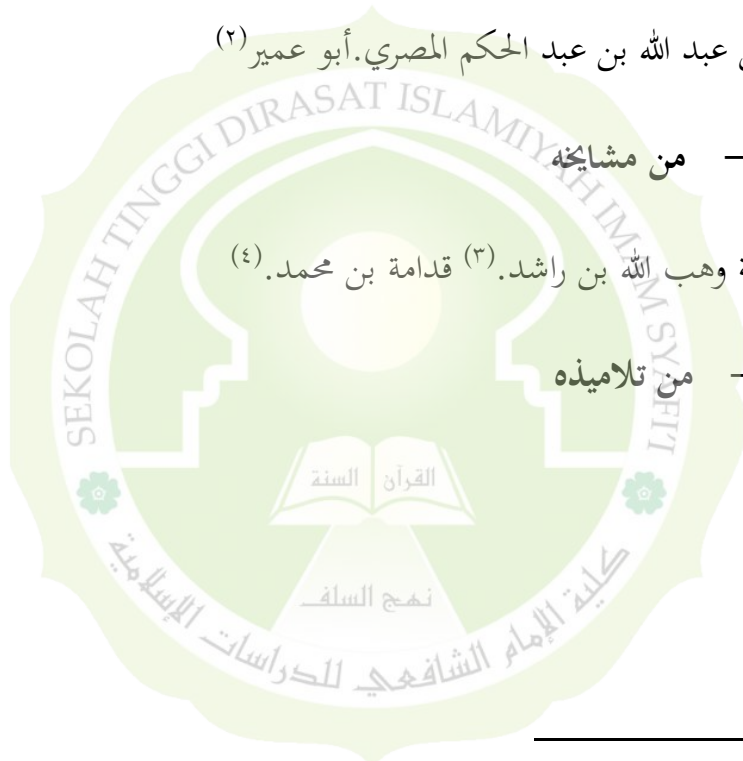 عبد الله بن عبد الحكم المصري.أبو عمير(٢)
– من مشايخه
وهب الله بن راشد.(٣) قدامة بن محمد.(٤)
– من تلاميذه
SEKOLAH TINGGI DIRASAT ISLAMIYAH IMAM SYAFI'I
القرآن السنة
نهج السلف
كلية الإمام الشافعي للدراسات الإسلامية